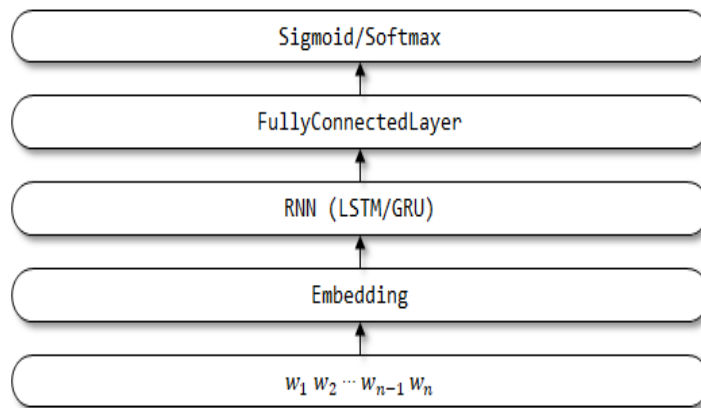 Sigmoid/Softmax
FullyConnectedLayer
RNN (LSTM/GRU)
Embedding
w₁ w₂ ⋯ wₙ₋₁ wₙ